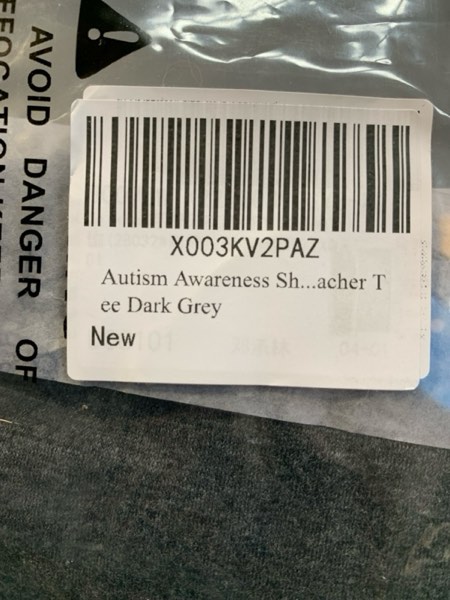 AVOID DANGER OF
X003KV2PAZ
Autism Awareness Sh...acher T
ee Dark Grey
New